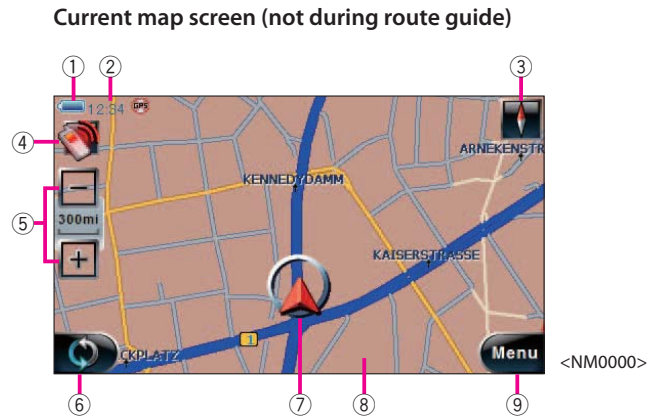 Current map screen (not during route guide)
① ② ③
12:34 GPS
④
ARNEKENSTR
KENNEDYDAMM
⑤
300mi
KAISERSTRASSE
1
CKPLATZ
Menu
<NM0000>
⑥ ⑦ ⑧ ⑨